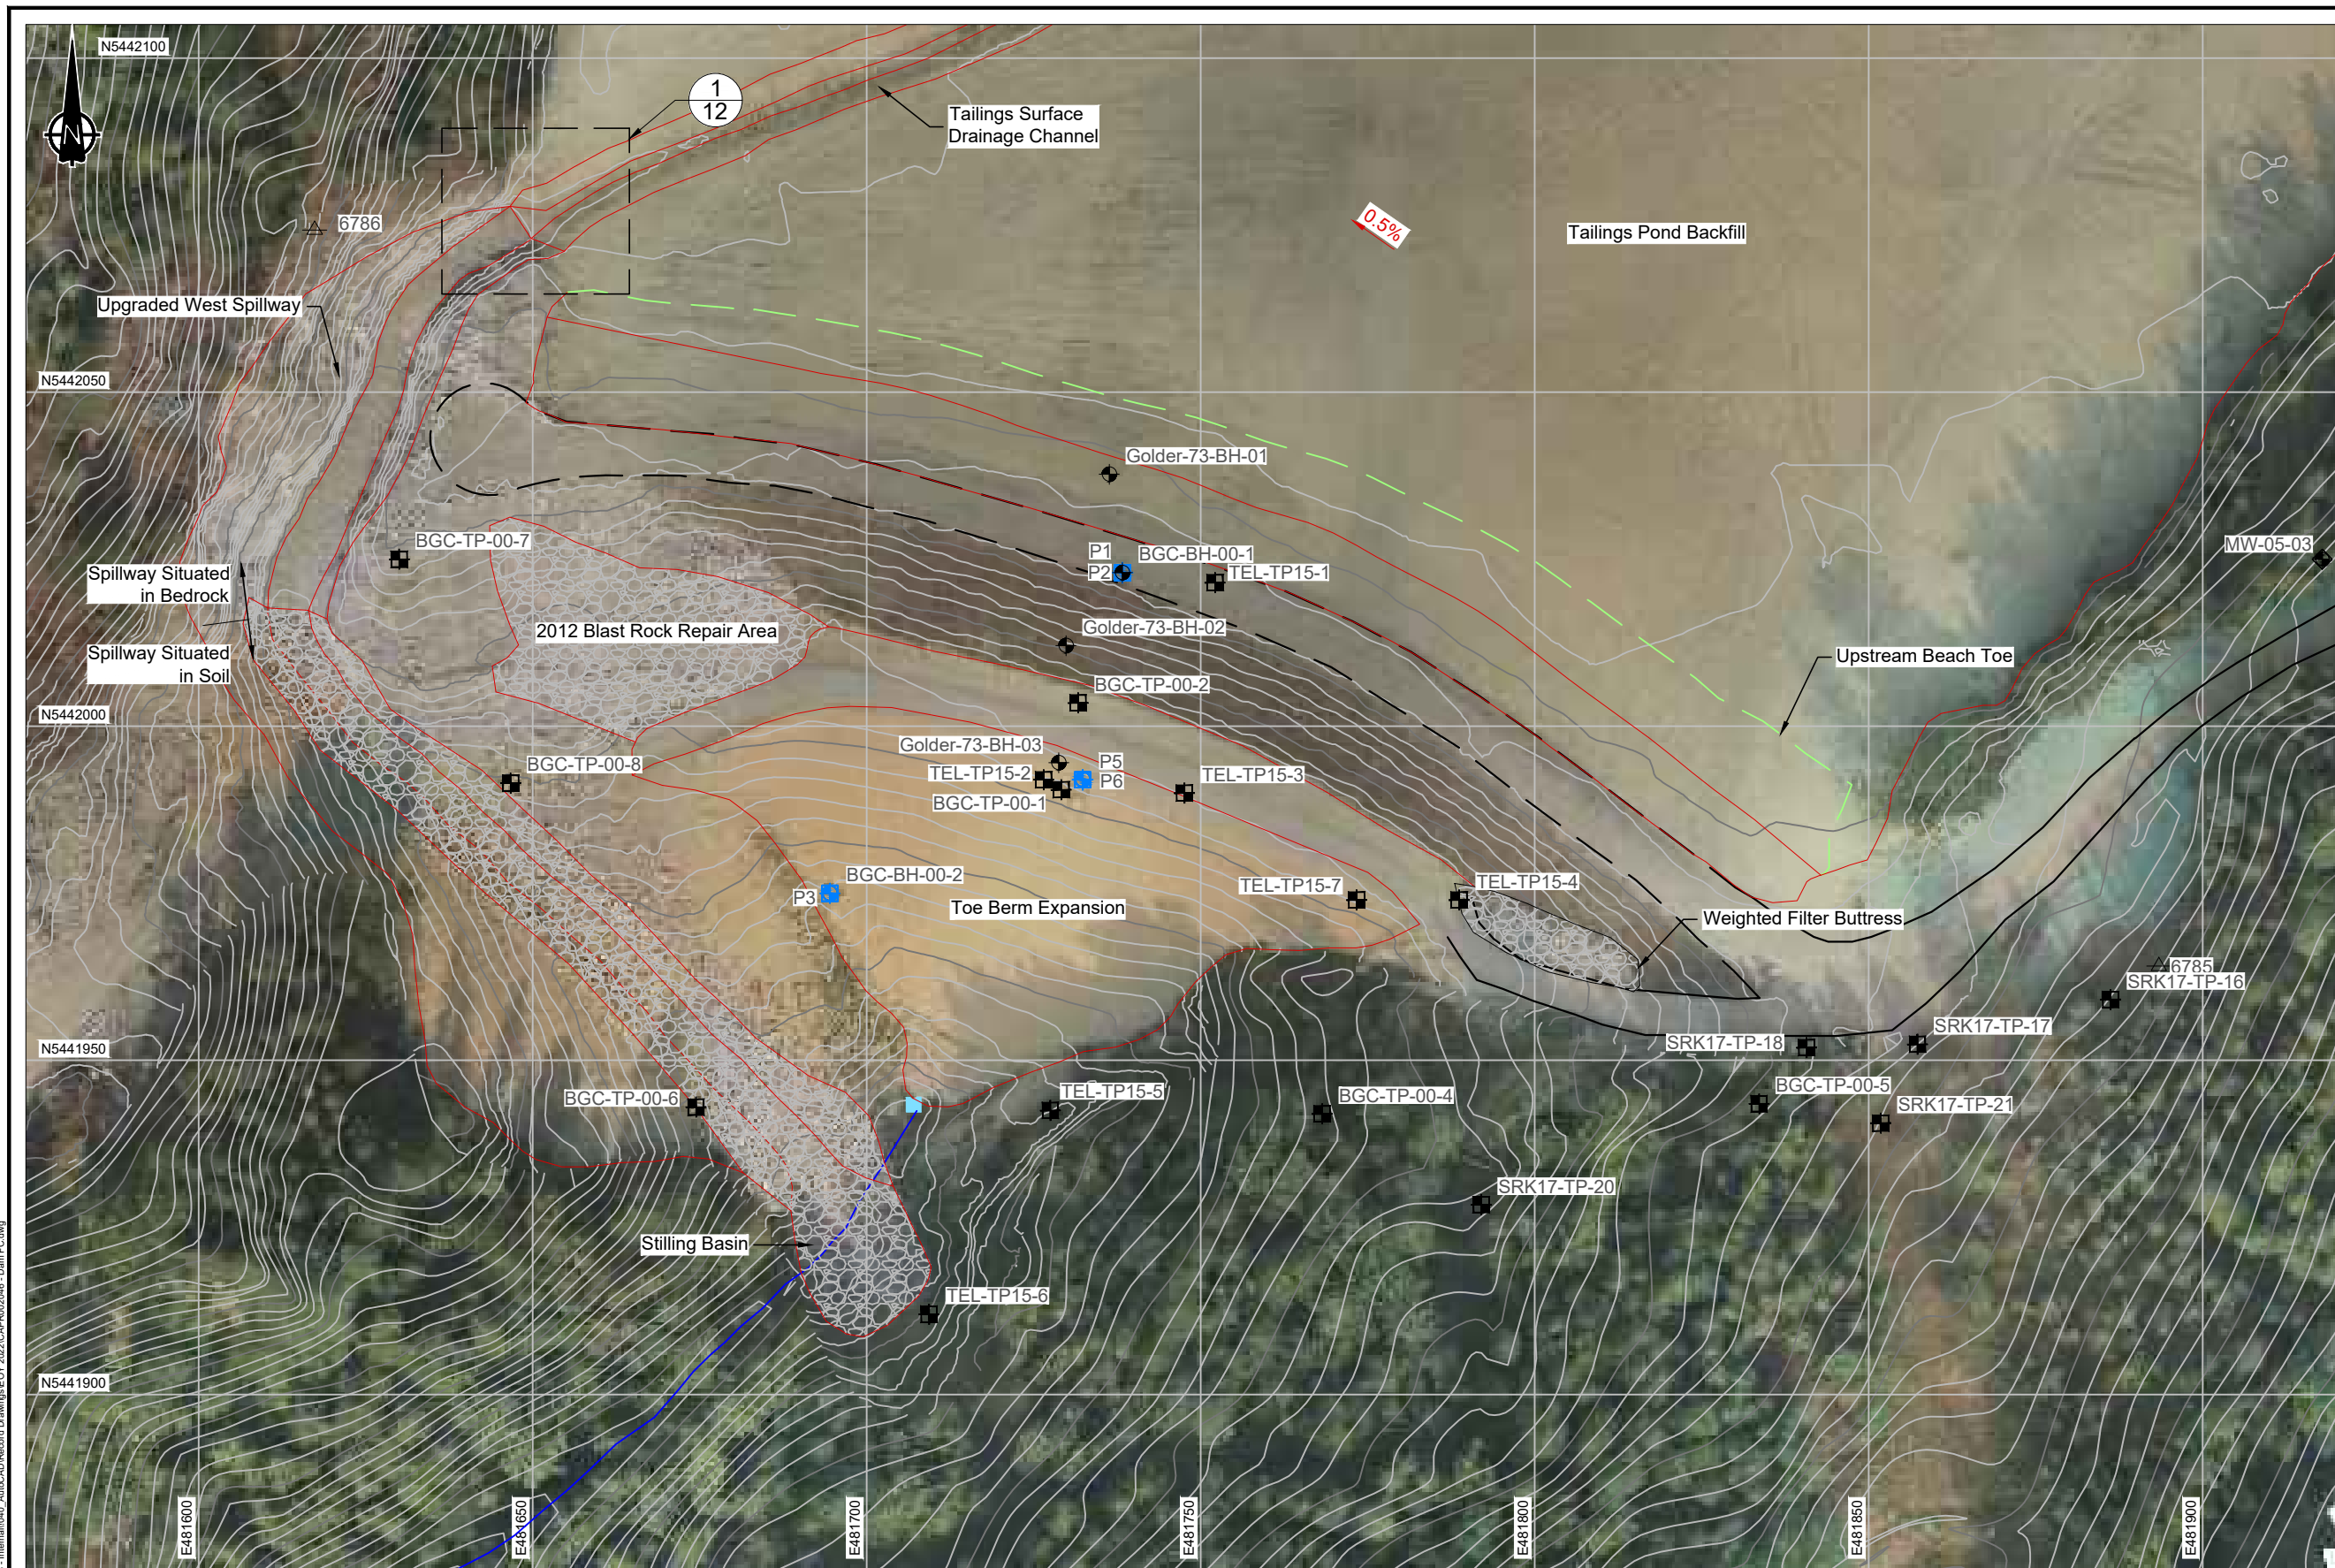 N5442100
1
12
Tailings Surface
Drainage Channel
6786
0.5%
Tailings Pond Backfill
Upgraded West Spillway
N5442050
Golder-73-BH-01
BGC-TP-00-7
P1
P2
BGC-BH-00-1
TEL-TP15-1
MW-05-03
Spillway Situated
in Bedrock
2012 Blast Rock Repair Area
Golder-73-BH-02
Spillway Situated
in Soil
Upstream Beach Toe
BGC-TP-00-2
N5442000
Golder-73-BH-03
P5
P6
BGC-TP-00-8
TEL-TP15-2
TEL-TP15-3
BGC-TP-00-1
BGC-BH-00-2
P3
TEL-TP15-7
TEL-TP15-4
Toe Berm Expansion
Weighted Filter Buttress
6785
SRK17-TP-16
SRK17-TP-17
SRK17-TP-18
N5441950
BGC-TP-00-6
TEL-TP15-5
BGC-TP-00-4
BGC-TP-00-5
SRK17-TP-21
SRK17-TP-20
Stilling Basin
TEL-TP15-6
N5441900
E481600
E481650
E481700
E481750
E481800
E481850
E481900
N